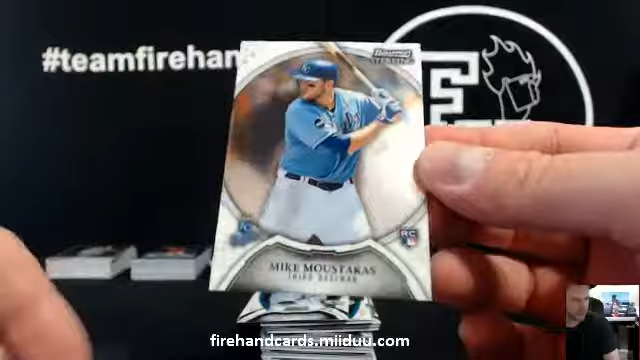 #teamfirehan
BOWMAN
STERLING
F
RC
MIKE MOUSTAKAS
THIRD BASEMAN
firehandcards.miiduu.com